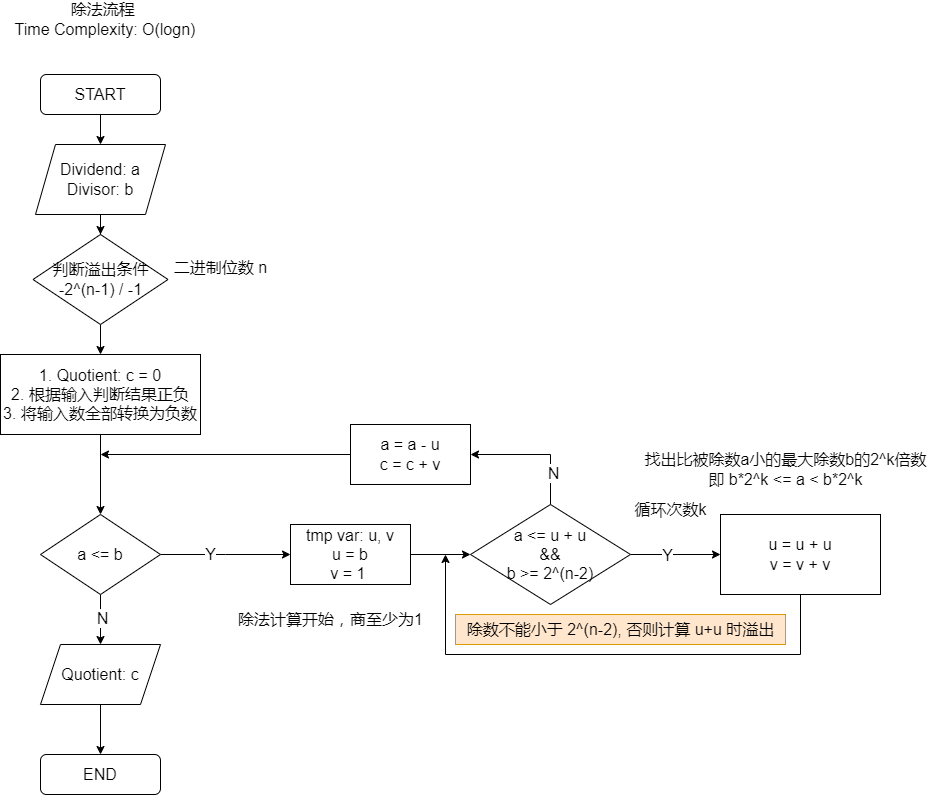 除法流程
Time Complexity: O(logn)
START
Dividend: a
Divisor: b
判断溢出条件
-2^(n-1) / -1
二进制位数 n
1. Quotient: c = 0
2. 根据输入判断结果正负
3. 将输入数全部转换为负数
a = a - u
c = c + v
N
找出比被除数a小的最大除数b的2^k倍数
即 b*2^k <= a < b*2^k
循环次数k
a <= b
Y
tmp var: u, v
u = b
v = 1
a <= u + u
&&
b >= 2^(n-2)
Y
u = u + u
v = v + v
N
除法计算开始，商至少为1
除数不能小于 2^(n-2), 否则计算 u+u 时溢出
Quotient: c
END